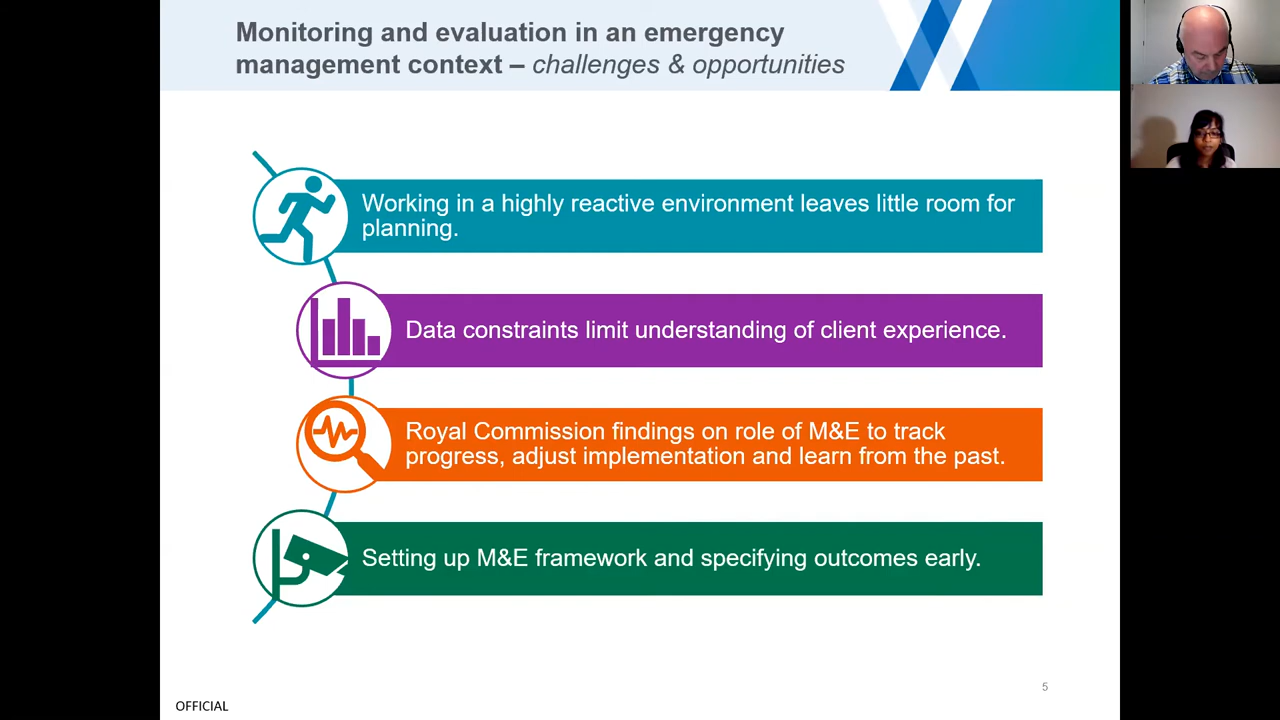 Monitoring and evaluation in an emergency
management context – challenges & opportunities
Working in a highly reactive environment leaves little room for
planning.
Data constraints limit understanding of client experience.
Royal Commission findings on role of M&E to track
progress, adjust implementation and learn from the past.
Setting up M&E framework and specifying outcomes early.
5
OFFICIAL